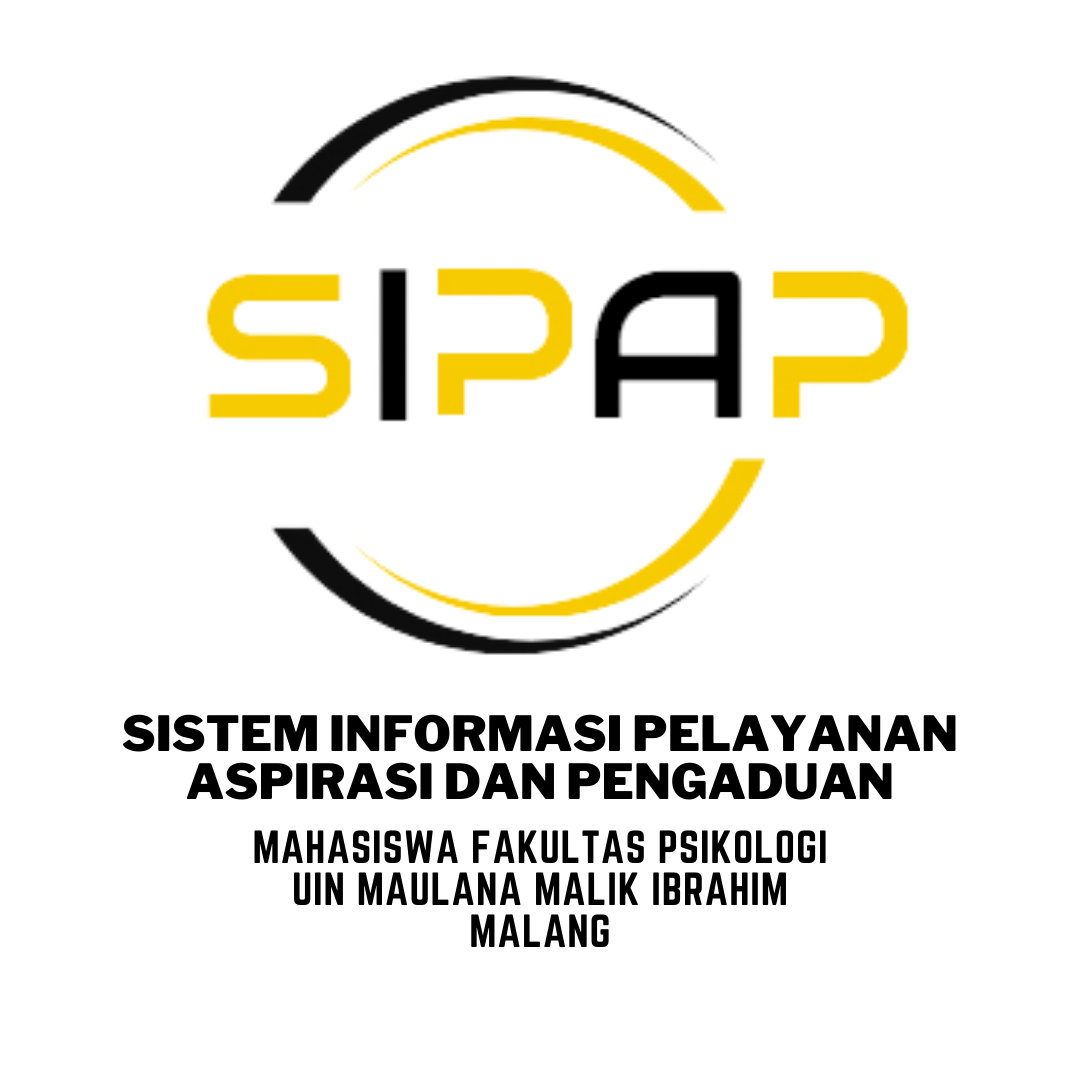 SIPAP
SISTEM INFORMASI PELAYANAN
ASPIRASI DAN PENGADUAN
MAHASISWA FAKULTAS PSIKOLOGI
UIN MAULANA MALIK IBRAHIM
MALANG